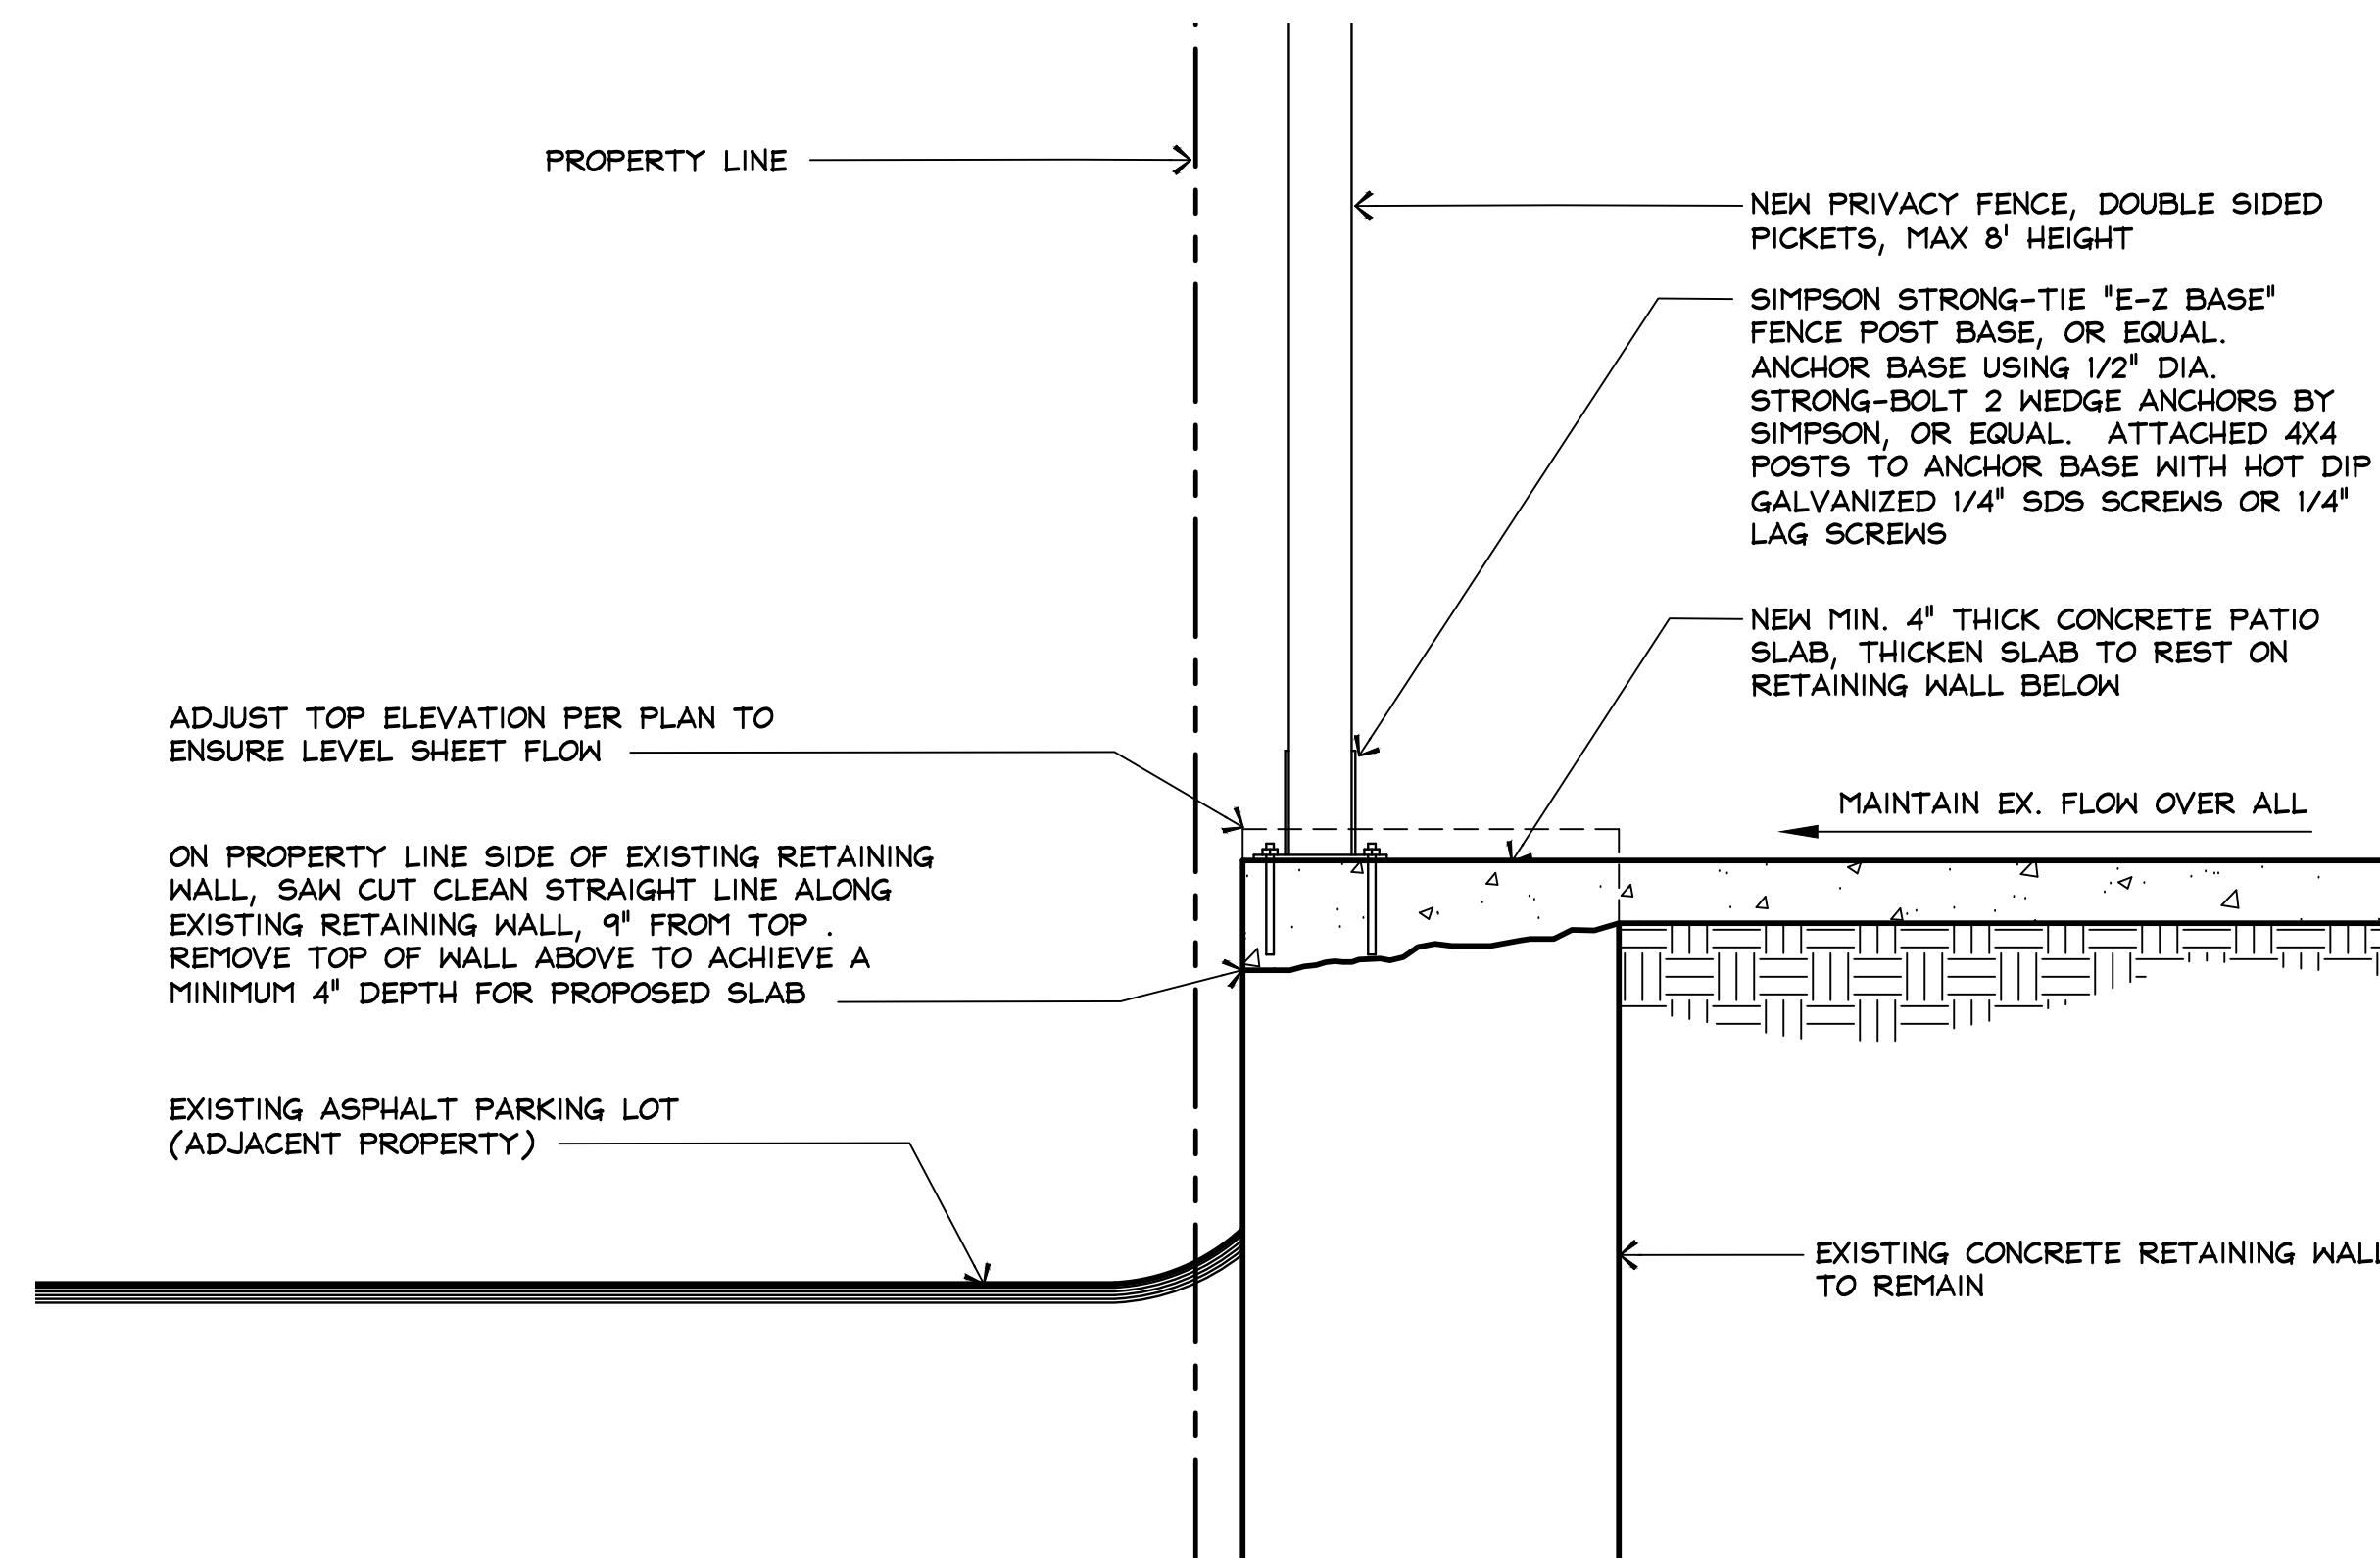 PROPERTY LINE
NEW PRIVACY FENCE, DOUBLE SIDED
PICKETS, MAX 8' HEIGHT
SIMPSON STRONG-TIE "E-Z BASE"
FENCE POST BASE, OR EQUAL.
ANCHOR BASE USING 1/2" DIA.
STRONG-BOLT 2 WEDGE ANCHORS BY
SIMPSON, OR EQUAL.  ATTACHED 4X4
POSTS TO ANCHOR BASE WITH HOT DIP
GALVANIZED 1/4" SDS SCREWS OR 1/4"
LAG SCREWS
NEW MIN. 4" THICK CONCRETE PATIO
SLAB, THICKEN SLAB TO REST ON
RETAINING WALL BELOW
ADJUST TOP ELEVATION PER PLAN TO
ENSURE LEVEL SHEET FLOW
MAINTAIN EX. FLOW OVER ALL
ON PROPERTY LINE SIDE OF EXISTING RETAINING
WALL, SAW CUT CLEAN STRAIGHT LINE ALONG
EXISTING RETAINING WALL, 9" FROM TOP .
REMOVE TOP OF WALL ABOVE TO ACHIEVE A
MINIMUM 4" DEPTH FOR PROPOSED SLAB
EXISTING ASPHALT PARKING LOT
(ADJACENT PROPERTY)
EXISTING CONCRETE RETAINING WALL
TO REMAIN